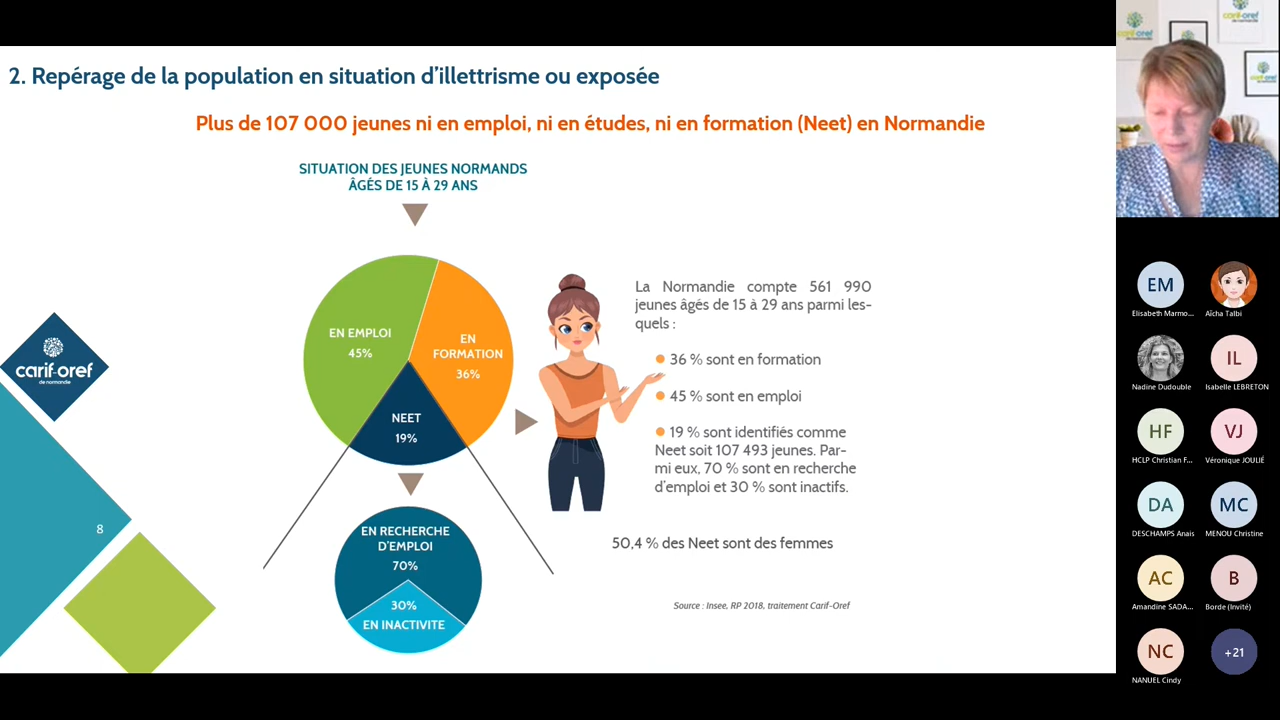 2. Repérage de la population en situation d'illettrisme ou exposée
Plus de 107 000 jeunes ni en emploi, ni en études, ni en formation (Neet) en Normandie
SITUATION DES JEUNES NORMANDS
ÂGÉS DE 15 À 29 ANS
EN EMPLOI
45%
EN
FORMATION
36%
NEET
19%
EN RECHERCHE
D'EMPLOI
70%
30%
EN INACTIVITE
La Normandie compte 561 990
jeunes âgés de 15 à 29 ans parmi les-
quels :
36 % sont en formation
45 % sont en emploi
19 % sont identifiés comme
Neet soit 107 493 jeunes. Par-
mi eux, 70 % sont en recherche
d'emploi et 30 % sont inactifs.
50,4 % des Neet sont des femmes
Source : Insee, RP 2018, traitement Carif-Oref
carif-oref
de normandie
8
carif-oref
EM
Elisabeth Marmo...
Aïcha Talbi
Nadine Dudouble
IL
Isabelle LEBRETON
HF
HCLP Christian F...
VJ
Véronique JOULIÉ
DA
DESCHAMPS Anais
MC
MENOU Christine
AC
Amandine SADA...
B
Borde (Invité)
NC
NANUEL Cindy
+21